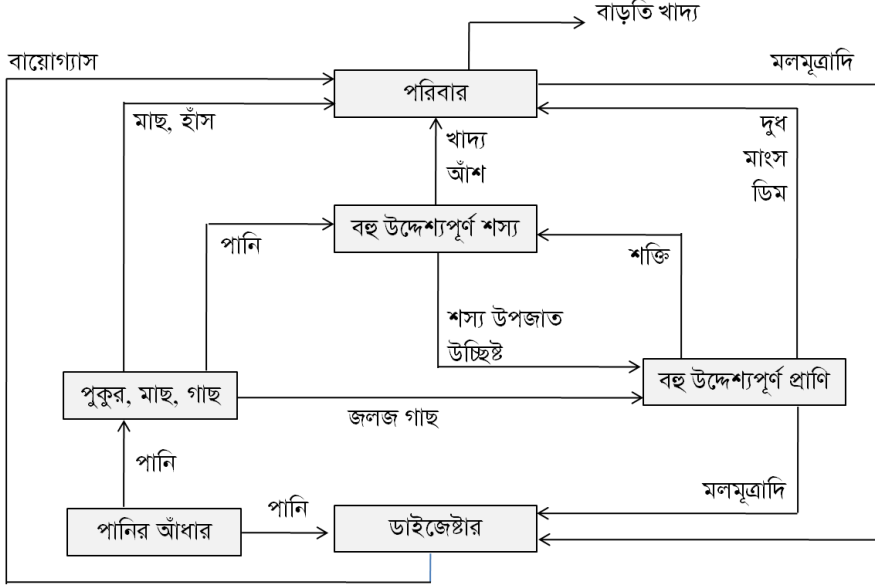 বাড়তি খাদ্য
বায়োগ্যাস
মলমূত্রাদি
পরিবার
মাছ, হাঁস
দুধ
মাংস
ডিম
খাদ্য
আঁশ
বহু উদ্দেশ্যপূর্ণ শস্য
পানি
শক্তি
শস্য উপজাত
উচ্ছিষ্ট
বহু উদ্দেশ্যপূর্ণ প্রাণি
পুকুর, মাছ, গাছ
জলজ গাছ
পানি
মলমূত্রাদি
পানি
পানির আঁধার
ডাইজেষ্টার